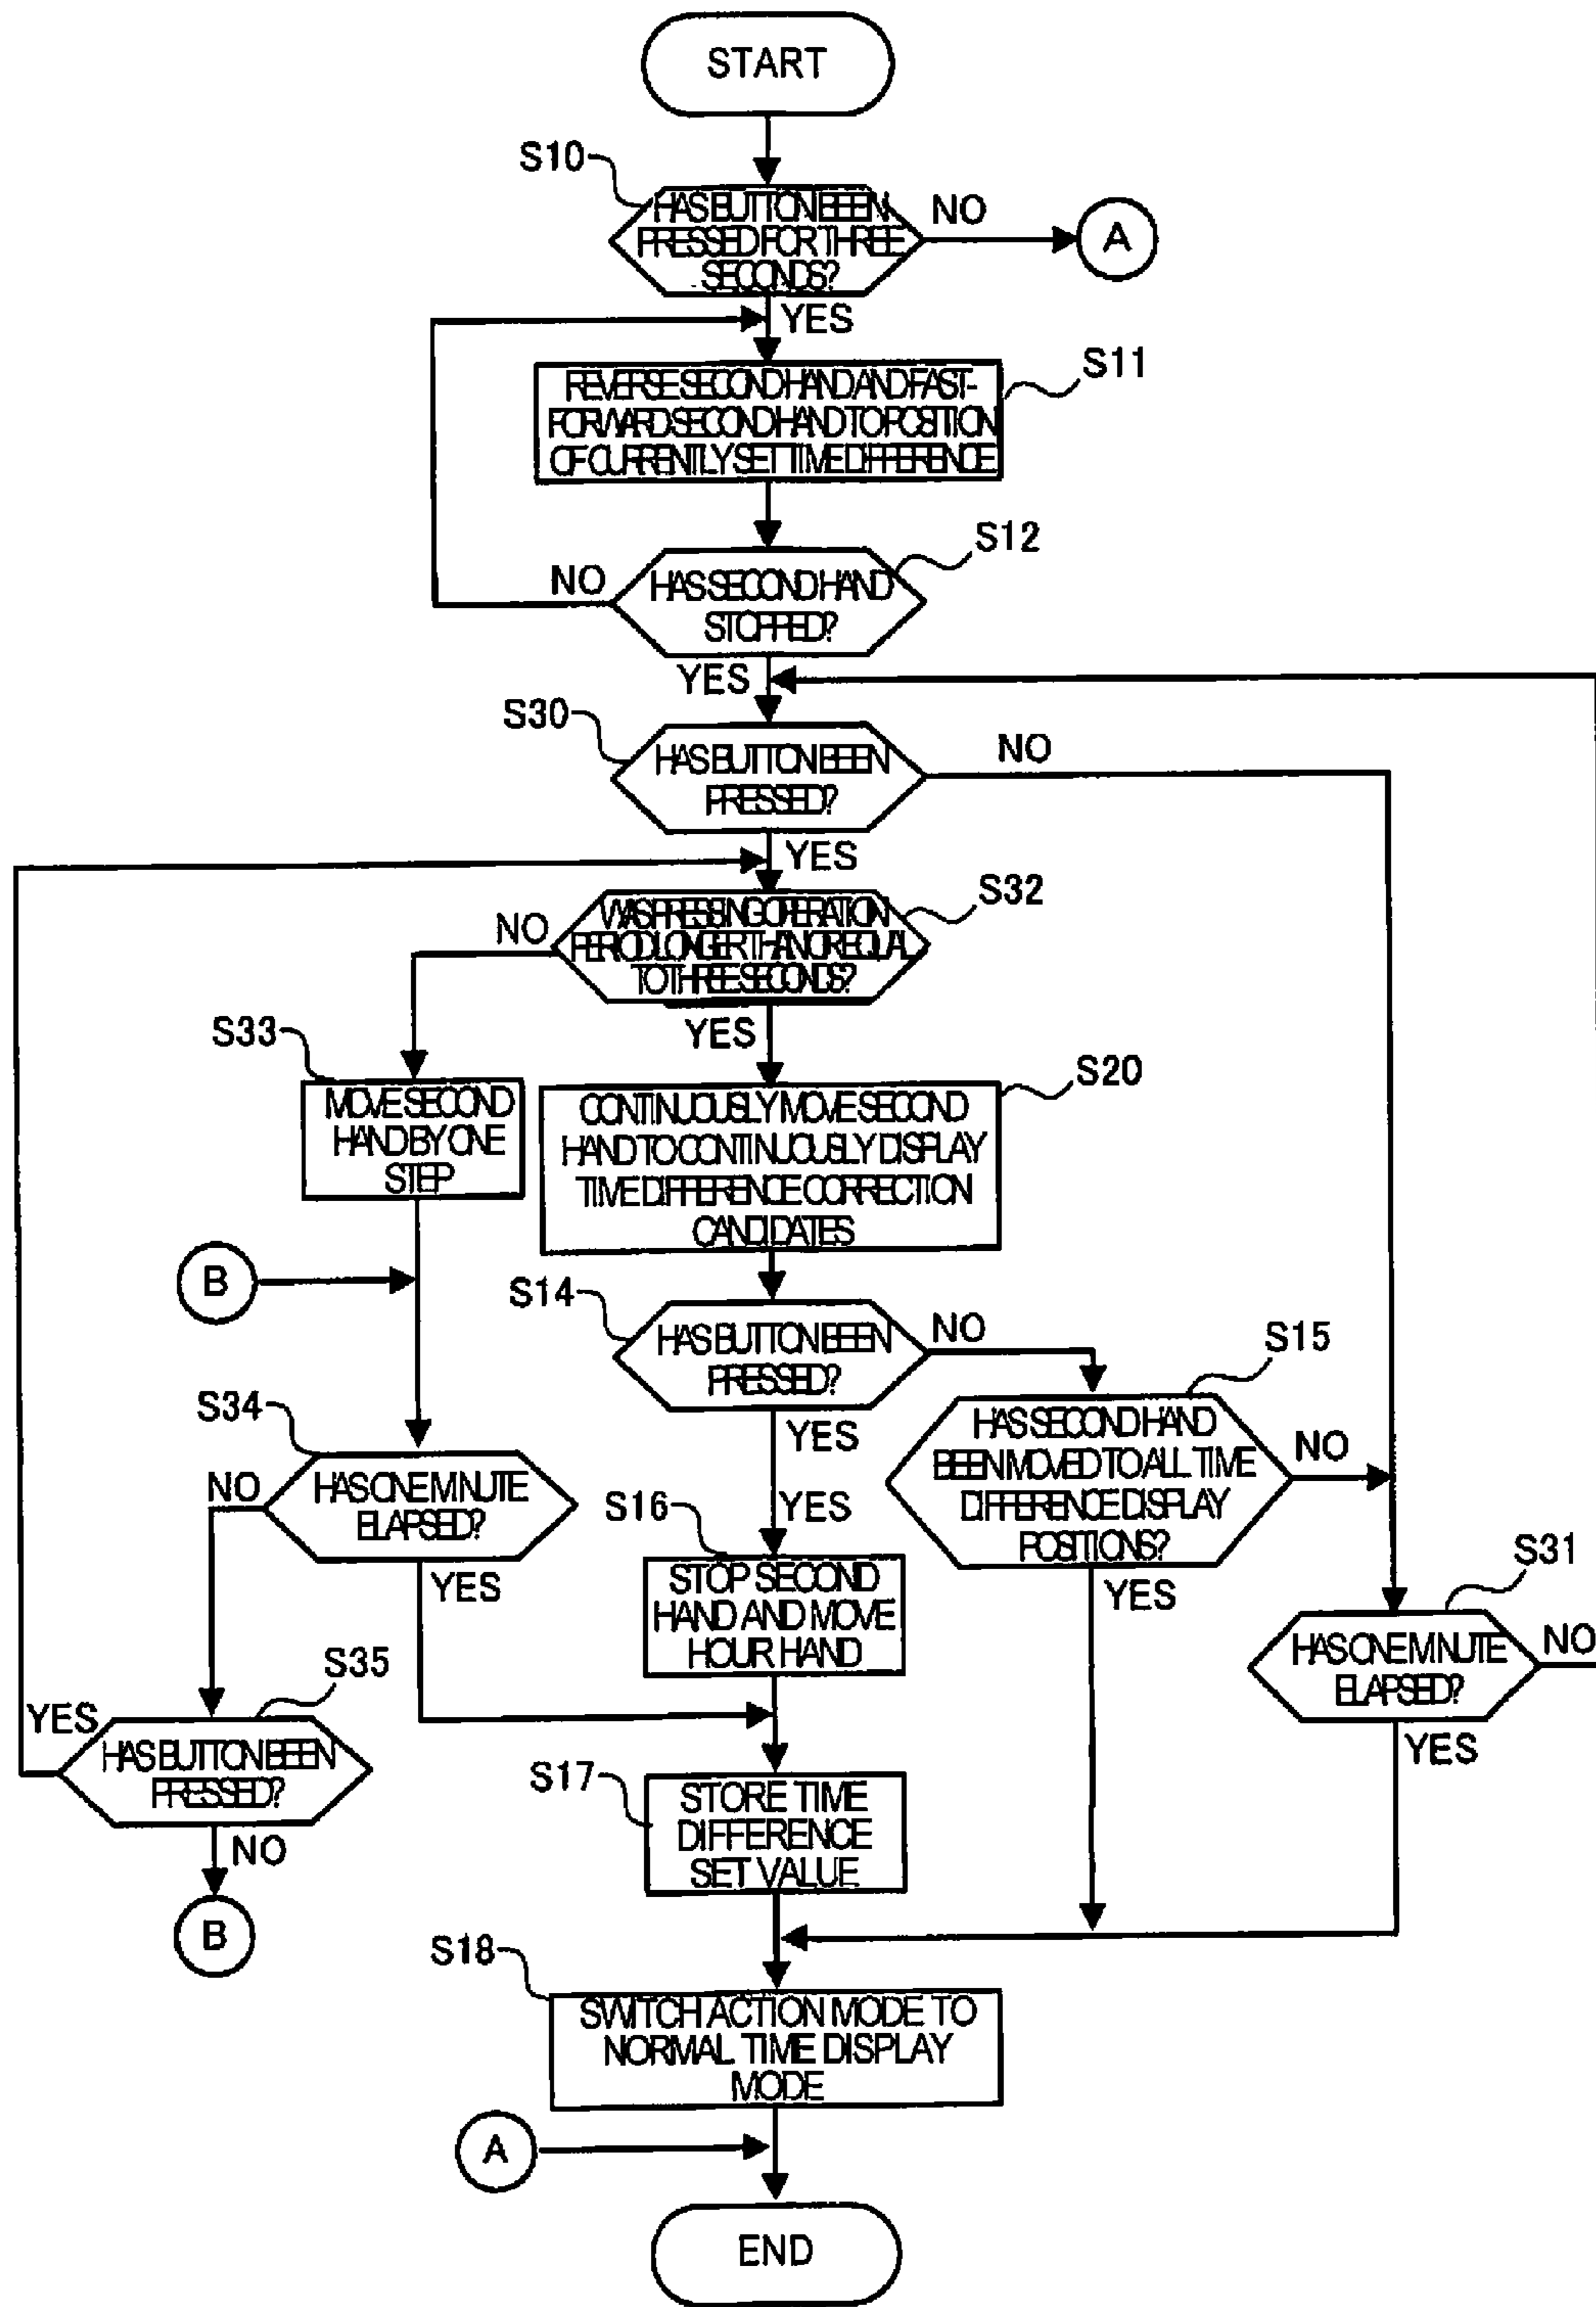 START
S10
HAS BUTTON BEEN
PRESSED FOR THREE
SECONDS?
NO
A
YES
S11
REVERSE SECOND HAND AND FAST-
FORWARD SECOND HAND TO POSITION
OF CURRENTLY SET TIME DIFFERENCE
S12
NO
HAS SECOND HAND
STOPPED?
YES
S30
HAS BUTTON BEEN
PRESSED?
NO
YES
S32
NO
WAS PRESSING OPERATION
PERIOD LONGER THAN OR EQUAL
TO THREE SECONDS?
YES
S33
MOVE SECOND
HAND BY ONE
STEP
S20
CONTINUOUSLY MOVE SECOND
HAND TO CONTINUOUSLY DISPLAY
TIME DIFFERENCE CORRECTION
CANDIDATES
B
S14
HAS BUTTON BEEN
PRESSED?
NO
YES
S15
HAS SECOND HAND
BEEN MOVED TO ALL TIME
DIFFERENCE DISPLAY
POSITIONS?
NO
YES
S34
NO
HAS ONE MINUTE
ELAPSED?
YES
YES
S16
STOP SECOND
HAND AND MOVE
HOUR HAND
S31
HAS ONE MINUTE
ELAPSED?
NO
YES
S35
YES
HAS BUTTON BEEN
PRESSED?
NO
B
S17
STORE TIME
DIFFERENCE
SET VALUE
S18
SWITCH ACTION MODE TO
NORMAL TIME DISPLAY
MODE
A
END